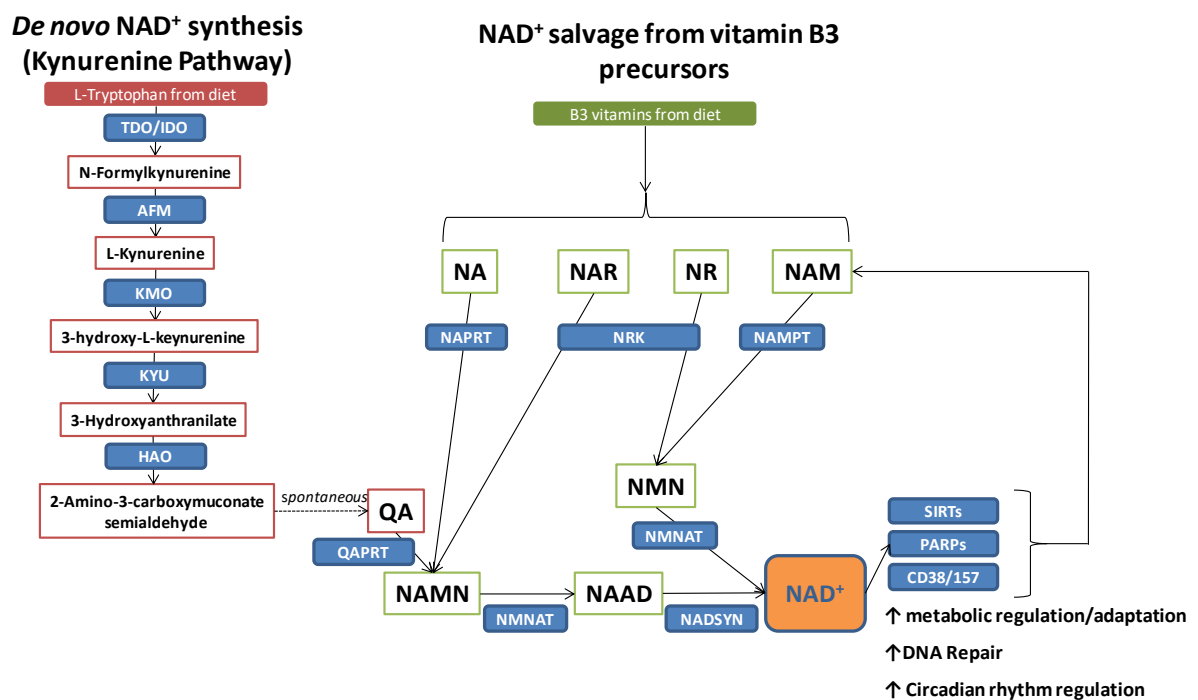 De novo NAD⁺ synthesis
(Kynurenine Pathway)
L-Tryptophan from diet
TDO/IDO
N-Formylkynurenine
AFM
L-Kynurenine
KMO
3-hydroxy-L-keynurenine
KYU
3-Hydroxyanthranilate
HAO
2-Amino-3-carboxymuconate
semialdehyde
spontaneous
QA
QAPRT
NAD⁺ salvage from vitamin B3
precursors
B3 vitamins from diet
NA
NAR
NR
NAM
NAPRT
NRK
NAMPT
NMN
NMNAT
NAMN
NMNAT
NAAD
NADSYN
NAD⁺
SIRTs
PARPs
CD38/157
↑ metabolic regulation/adaptation
↑DNA Repair
↑ Circadian rhythm regulation